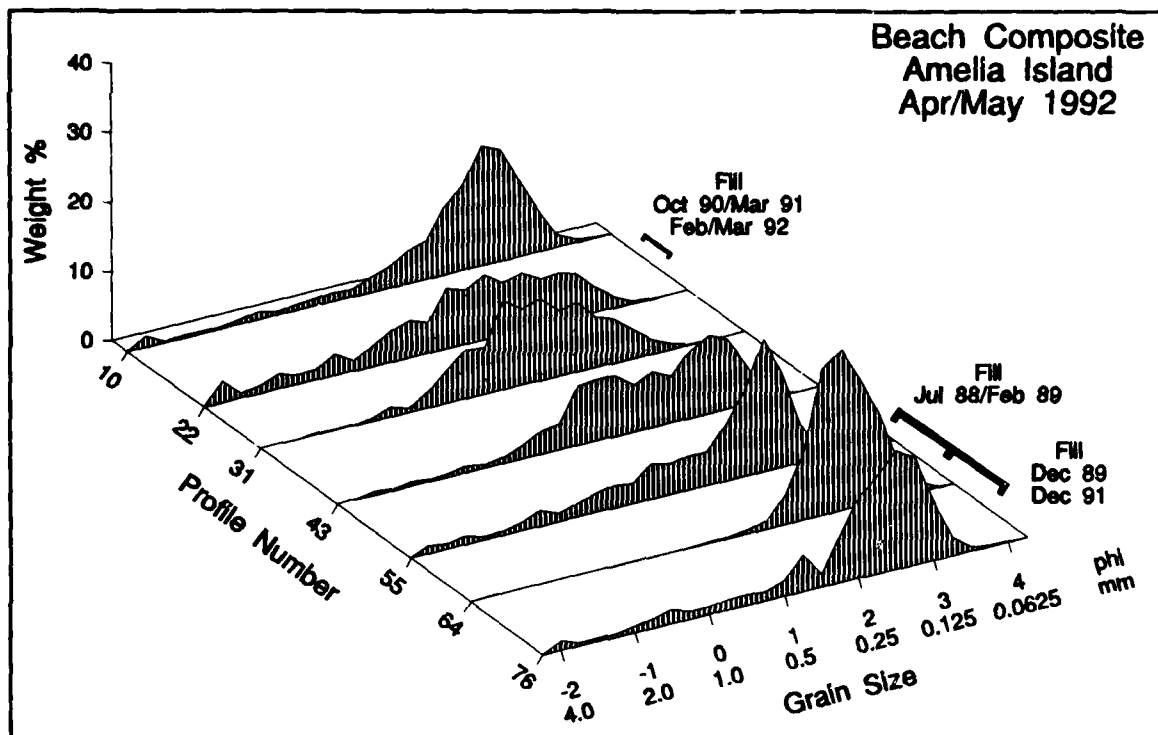 Beach Composite
Amelia Island
Apr/May 1992
Weight %
40
30
20
10
0
Fill
Oct 90/Mar 91
Feb/Mar 92
Fill
Jul 88/Feb 89
Fill
Dec 89
Dec 91
10
22
31
43
55
64
76
Profile Number
-2 -1 0 1 2 3 4 phi
4.0 2.0 1.0 0.5 0.25 0.125 0.0625 mm
Grain Size